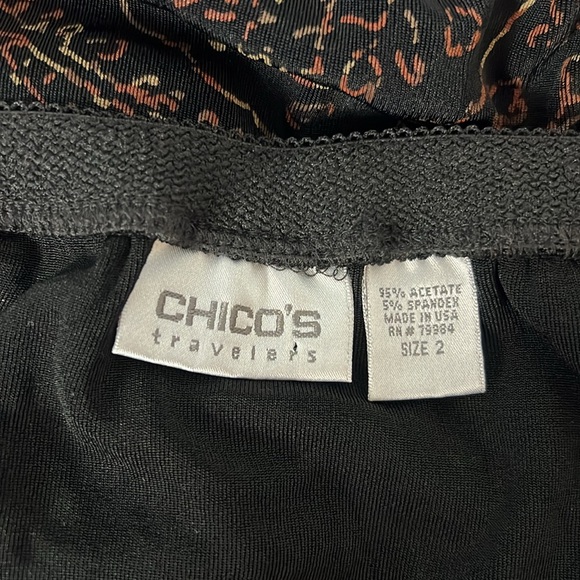 CHICO'S
travelers
95% ACETATE
5% SPANDEX
MADE IN USA
RN # 79984
SIZE 2